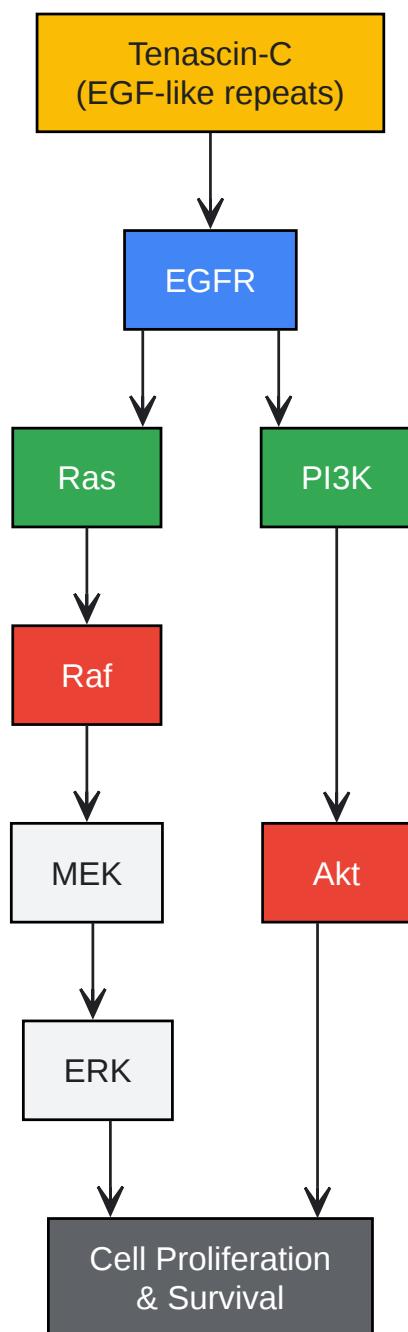 Tenascin-C
(EGF-like repeats)
EGFR
Ras
PI3K
Raf
MEK
Akt
ERK
Cell Proliferation
& Survival